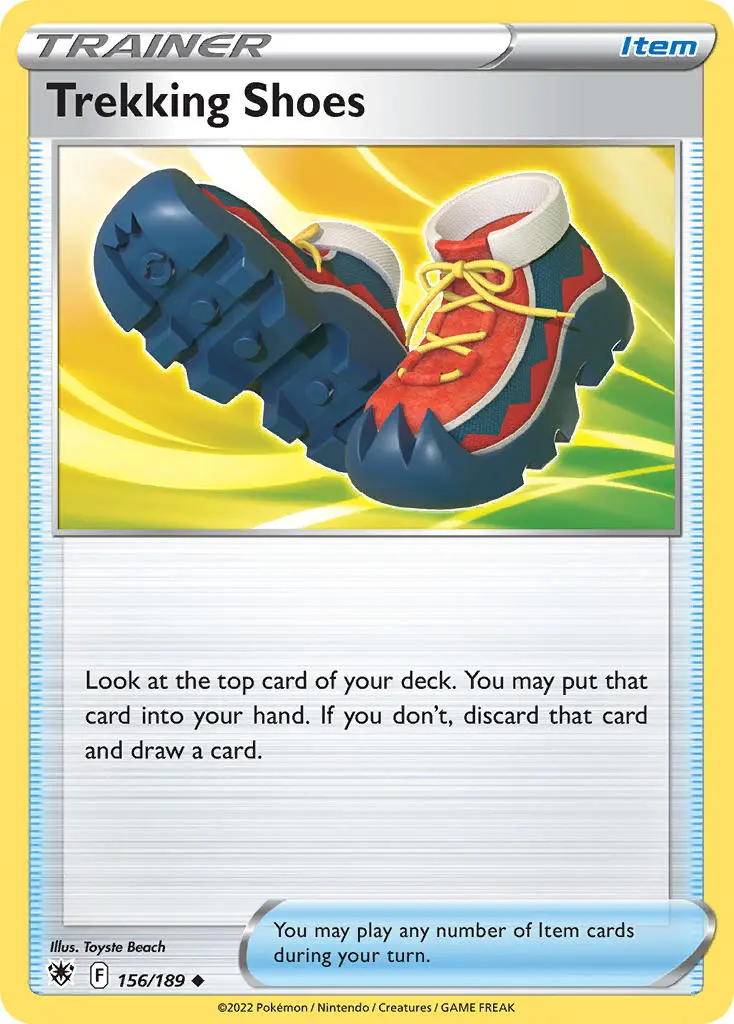 TRAINER
Item
Trekking Shoes
Look at the top card of your deck. You may put that
card into your hand. If you don't, discard that card
and draw a card.
You may play any number of Item cards
during your turn.
Illus. Toyste Beach
F 156/189
©2022 Pokémon / Nintendo / Creatures / GAME FREAK